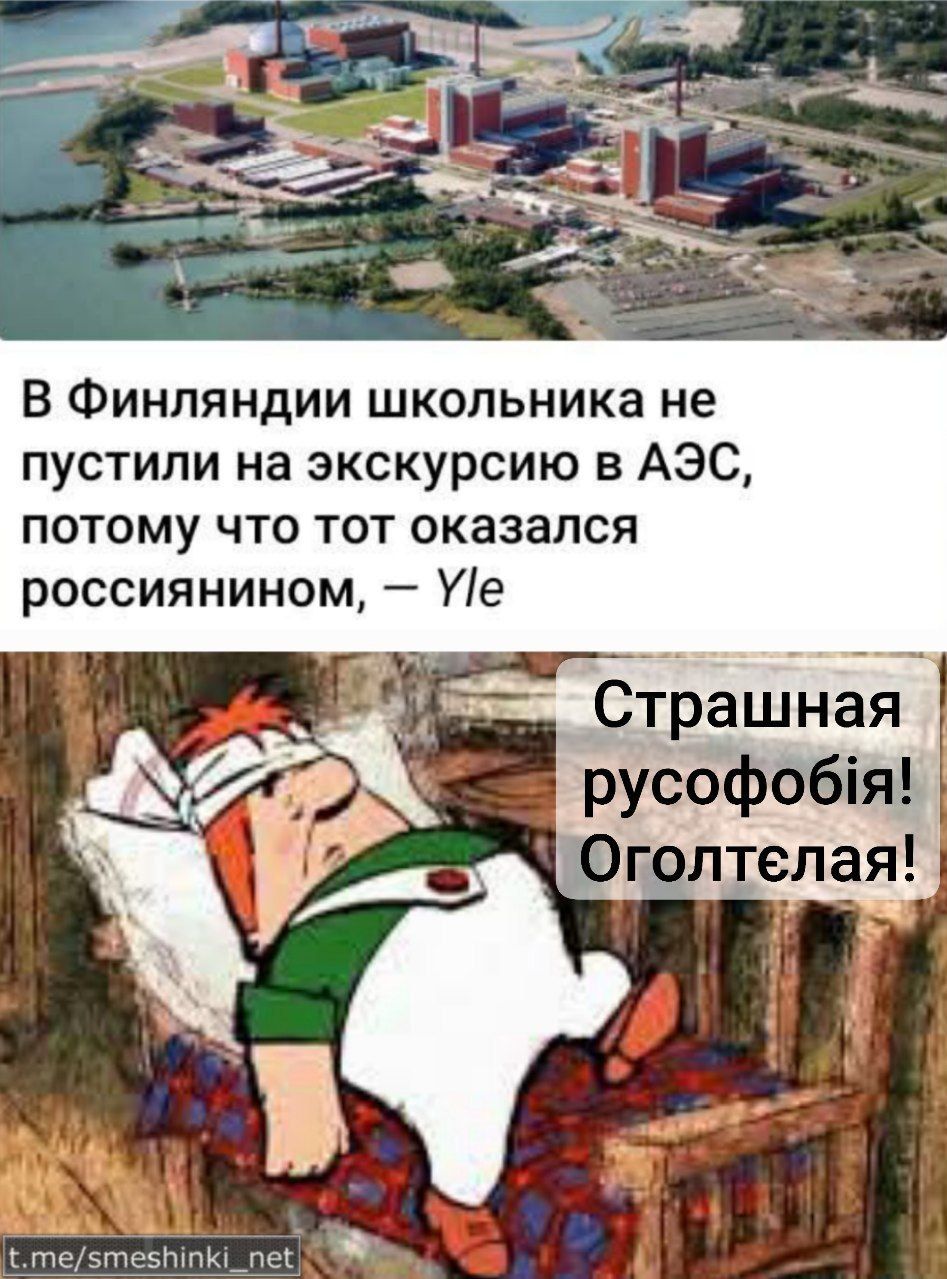 В Финляндии школьника не
пустили на экскурсию в АЭС,
потому что тот оказался
россиянином, — Yle
Страшная
русофобія!
Оголтєлая!
t.me/smeshinki_net